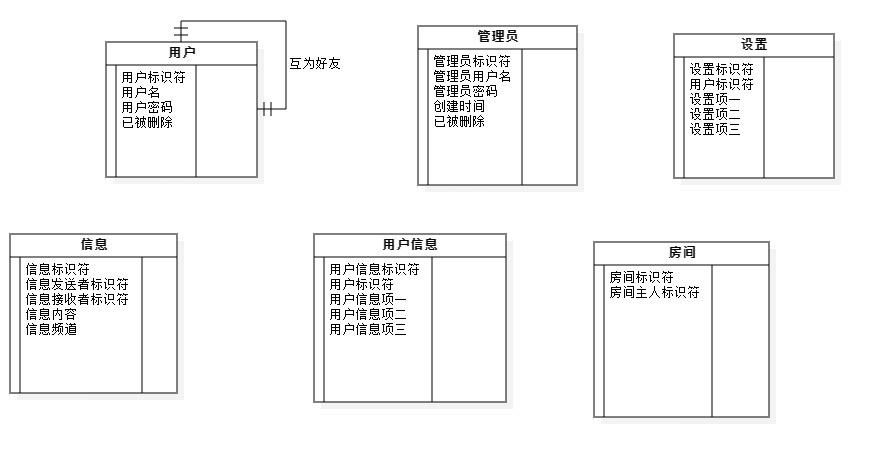 用户
用户标识符
用户名
用户密码
已被删除
互为好友
管理员
管理员标识符
管理员用户名
管理员密码
创建时间
已被删除
设置
设置标识符
用户标识符
设置项一
设置项二
设置项三
信息
信息标识符
信息发送者标识符
信息接收者标识符
信息内容
信息频道
用户信息
用户信息标识符
用户标识符
用户信息项一
用户信息项二
用户信息项三
房间
房间标识符
房间主人标识符